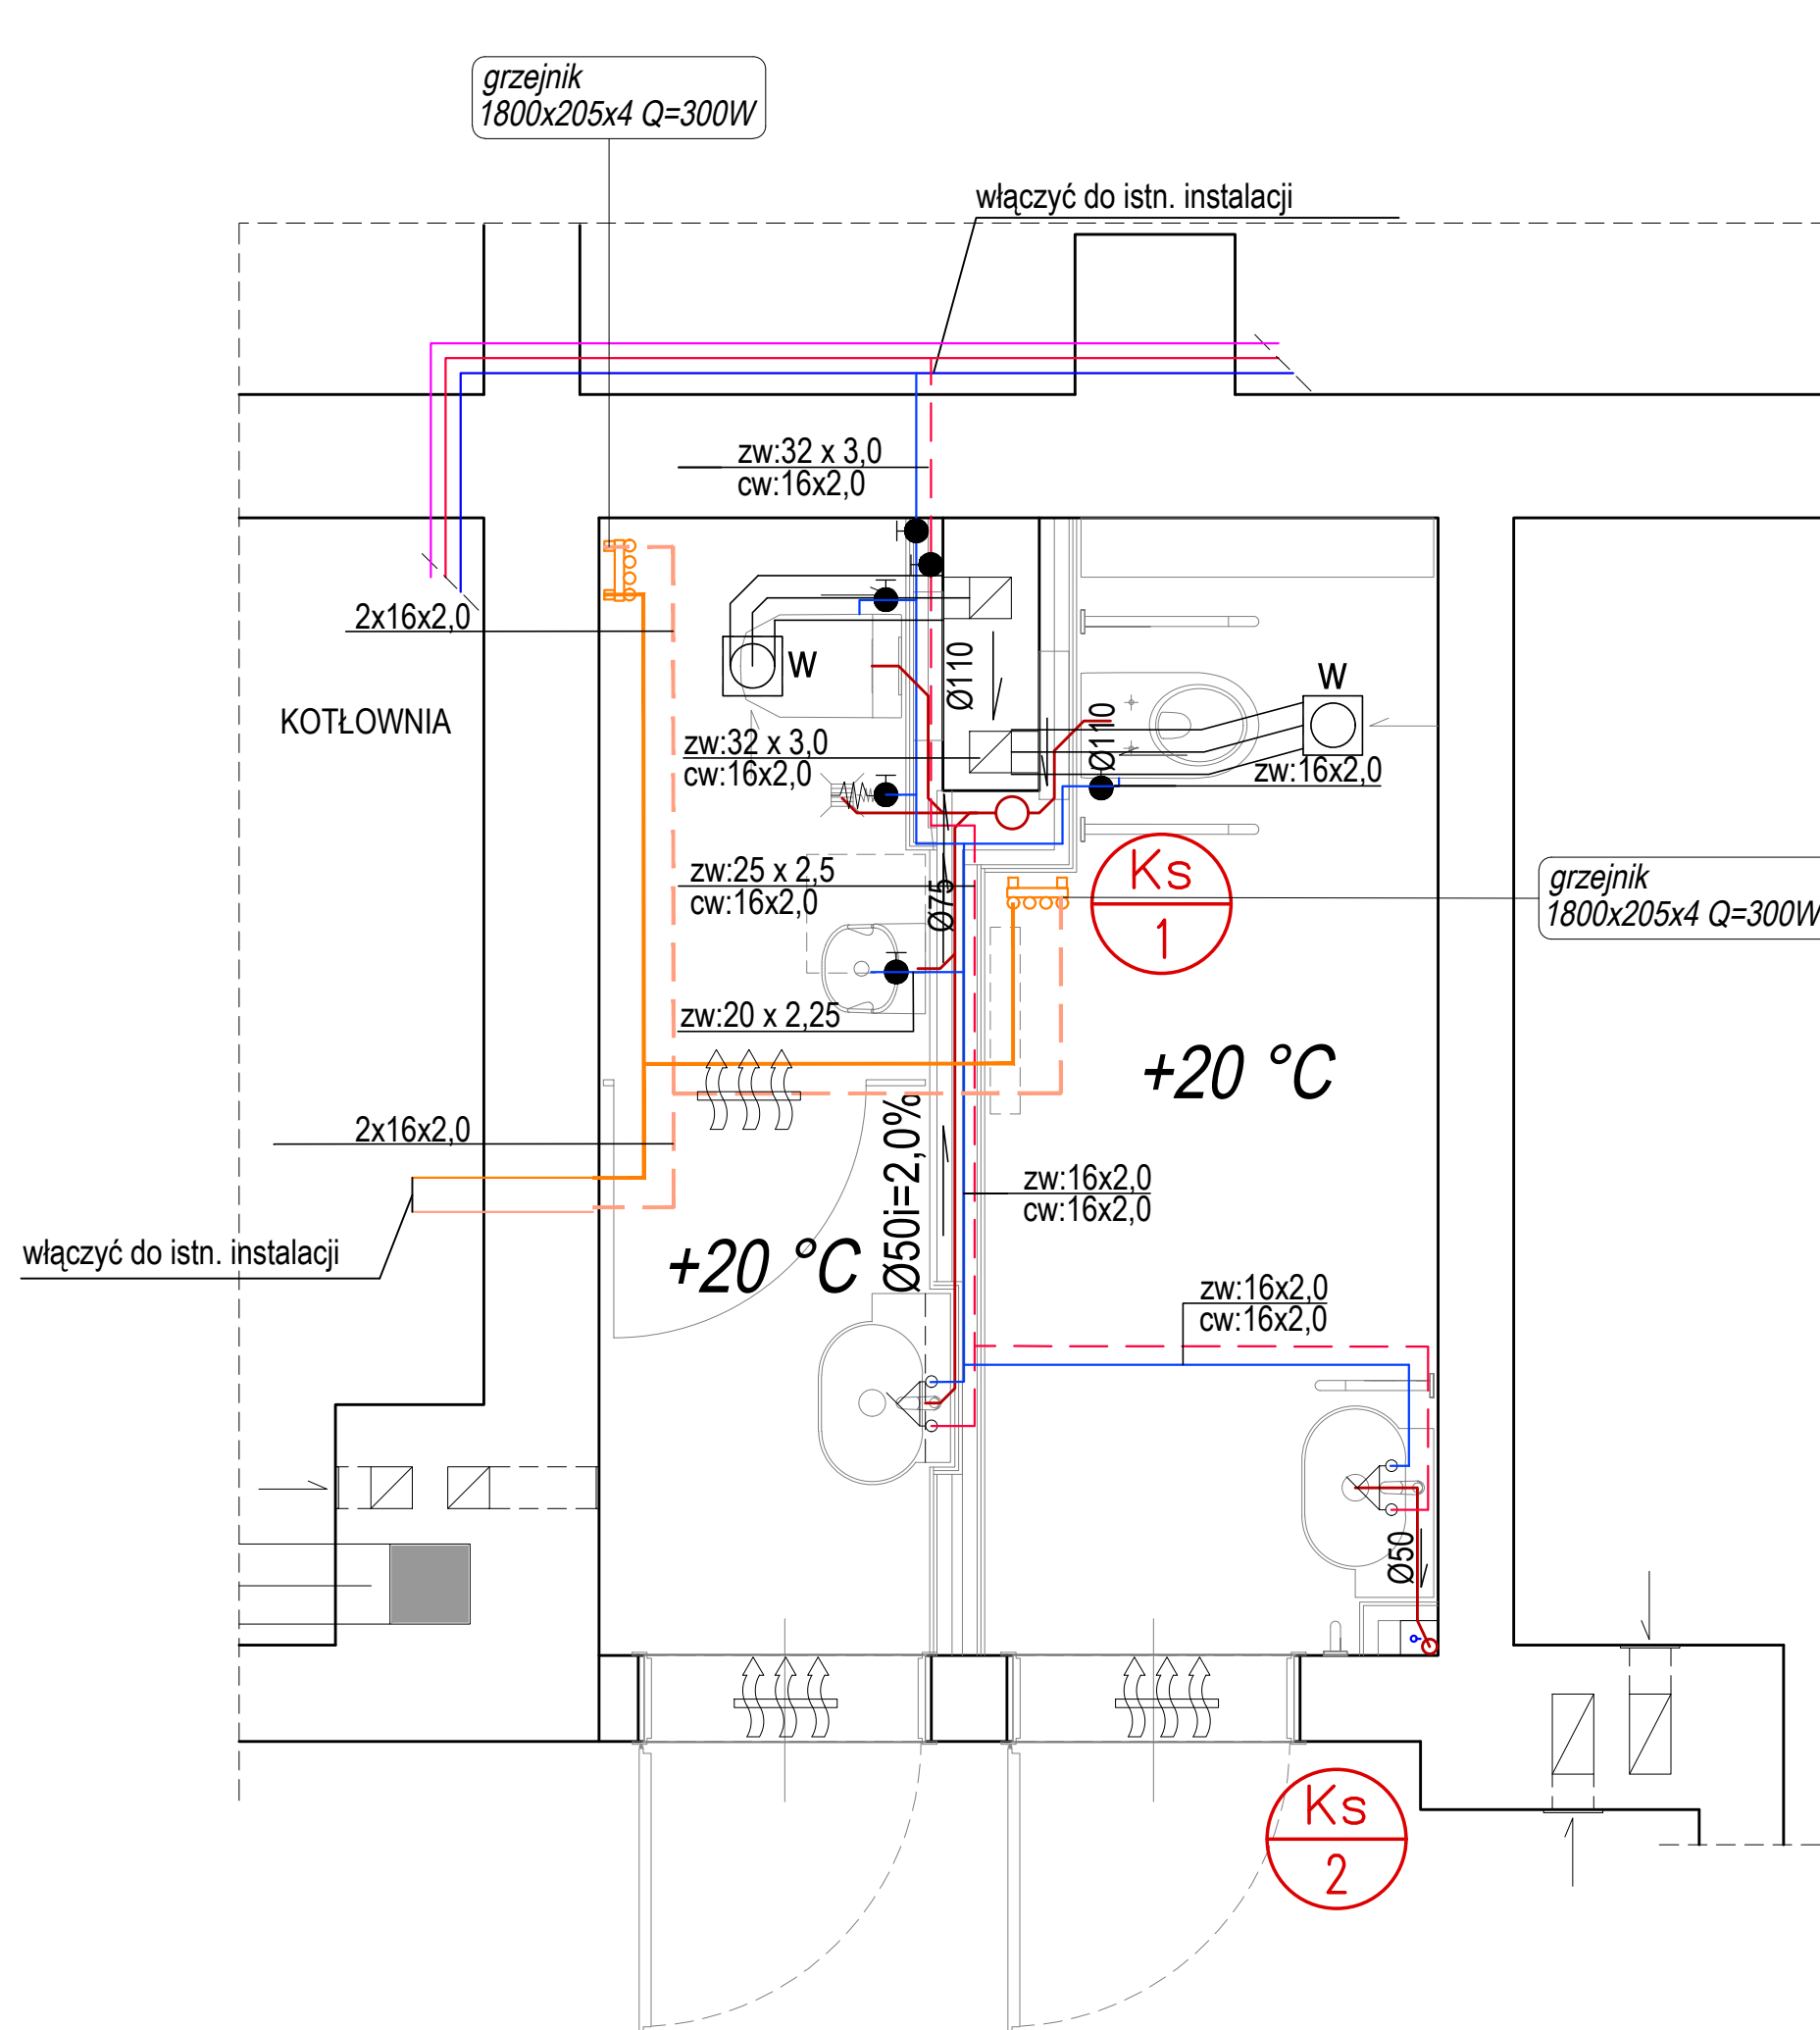 grzejnik
1800x205x4 Q=300W
włączyć do istn. instalacji
zw:32 x 3,0
cw:16x2,0
2x16x2,0
KOTŁOWNIA
W
Ø110
W
Ø110
zw:32 x 3,0
cw:16x2,0
zw:16x2,0
Ks
1
zw:25 x 2,5
cw:16x2,0
Ø75
grzejnik
1800x205x4 Q=300W
zw:20 x 2,25
+20 °C
2x16x2,0
Ø50i=2,0%
zw:16x2,0
cw:16x2,0
włączyć do istn. instalacji
+20 °C
zw:16x2,0
cw:16x2,0
Ø50
Ks
2